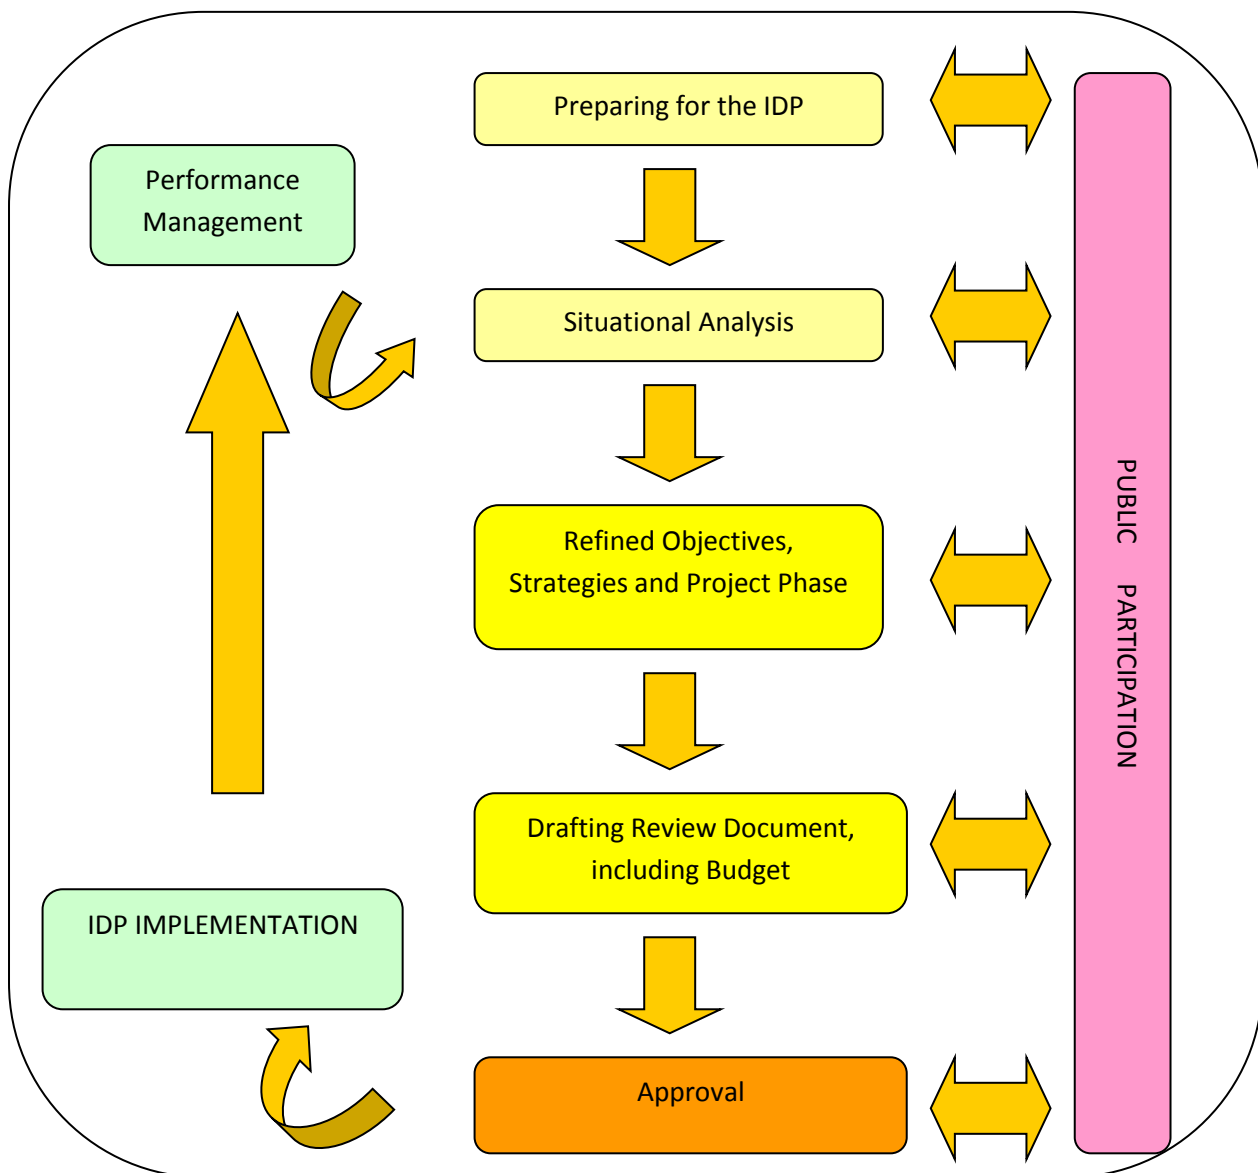 Preparing for the IDP
Performance
Management
Situational Analysis
Refined Objectives,
Strategies and Project Phase
PUBLIC PARTICIPATION
Drafting Review Document,
including Budget
IDP IMPLEMENTATION
Approval